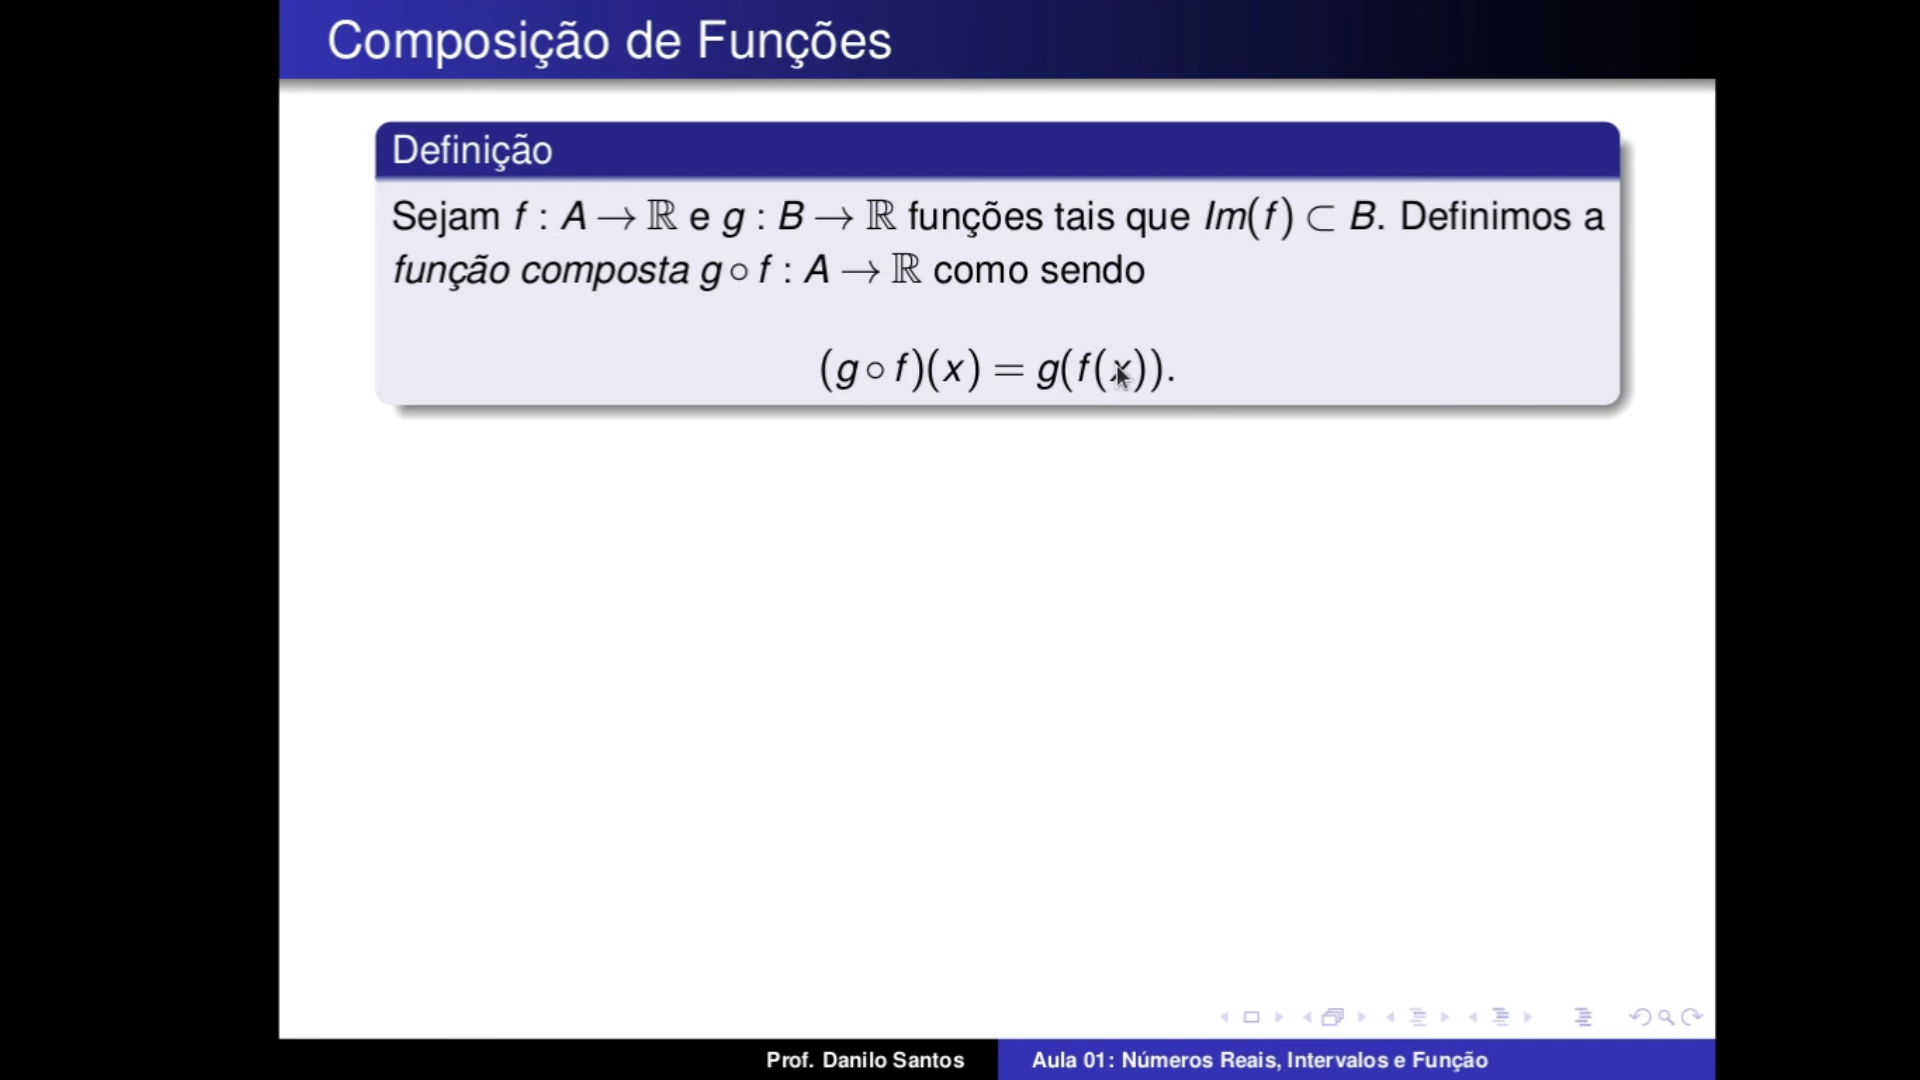 Composição de Funções
Definição
Sejam f : A → ℝ e g : B → ℝ funções tais que Im(f) ⊂ B. Definimos a
função composta g ∘ f : A → ℝ como sendo
(g ∘ f)(x) = g(f(x)).
Prof. Danilo Santos
Aula 01: Números Reais, Intervalos e Função